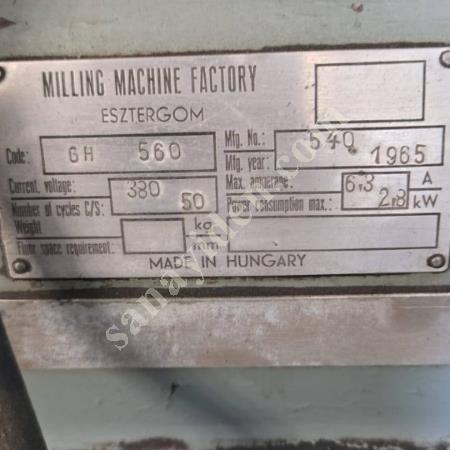 MILLING MACHINE FACTORY
ESZTERGOM
Code: GH 560
Mfg. No.: 540
Mfg. year: 1965
Current, voltage: 380
Max. amperage: 6,3 A
Number of cycles C/S: 50
Power consumption max.: 2,8 kW
Weight kg
Floor space requirement: mm
MADE IN HUNGARY
sanayidon.com